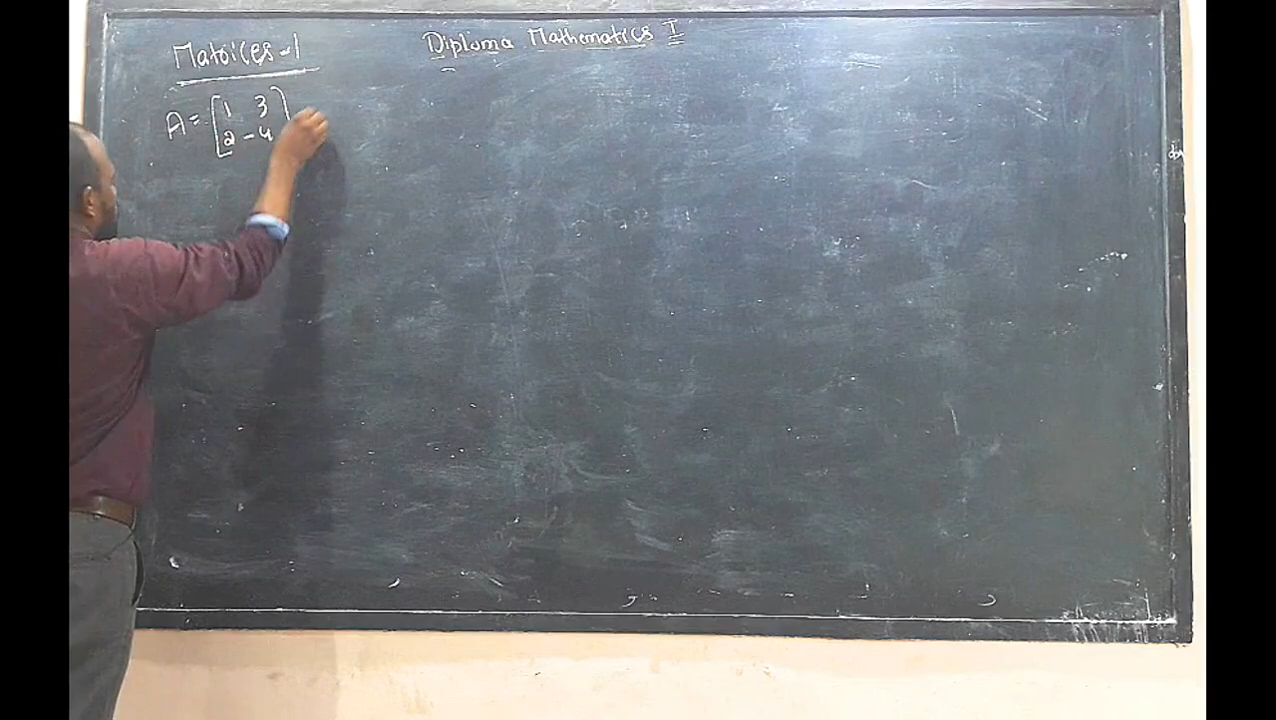 Diploma Mathematics I
Matrices-1
A = [1 3
2 -4]